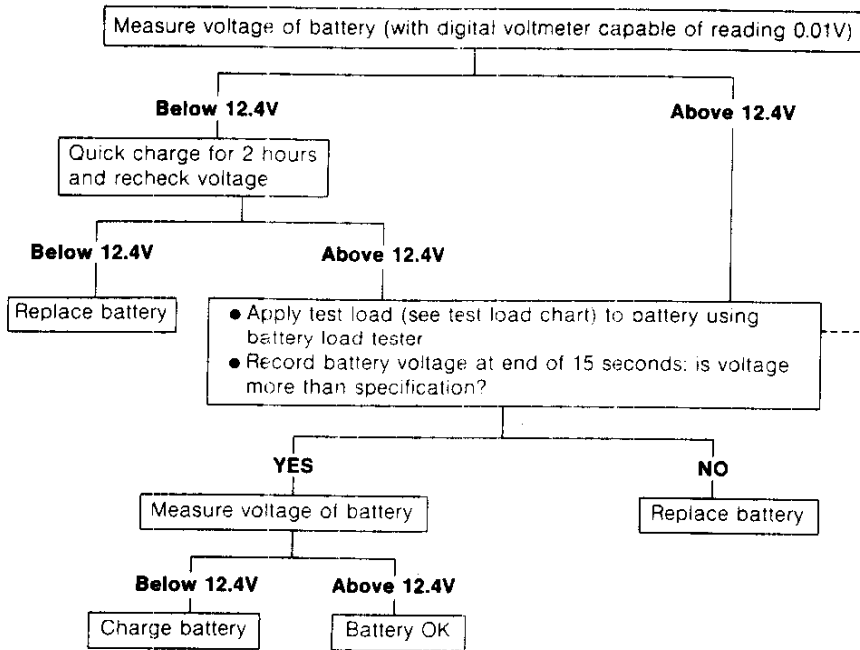 Measure voltage of battery (with digital voltmeter capable of reading 0.01V)
Below 12.4V
Above 12.4V
Quick charge for 2 hours
and recheck voltage
Below 12.4V
Above 12.4V
Replace battery
● Apply test load (see test load chart) to battery using
battery load tester
● Record battery voltage at end of 15 seconds: is voltage
more than specification?
YES
NO
Measure voltage of battery
Replace battery
Below 12.4V
Above 12.4V
Charge battery
Battery OK